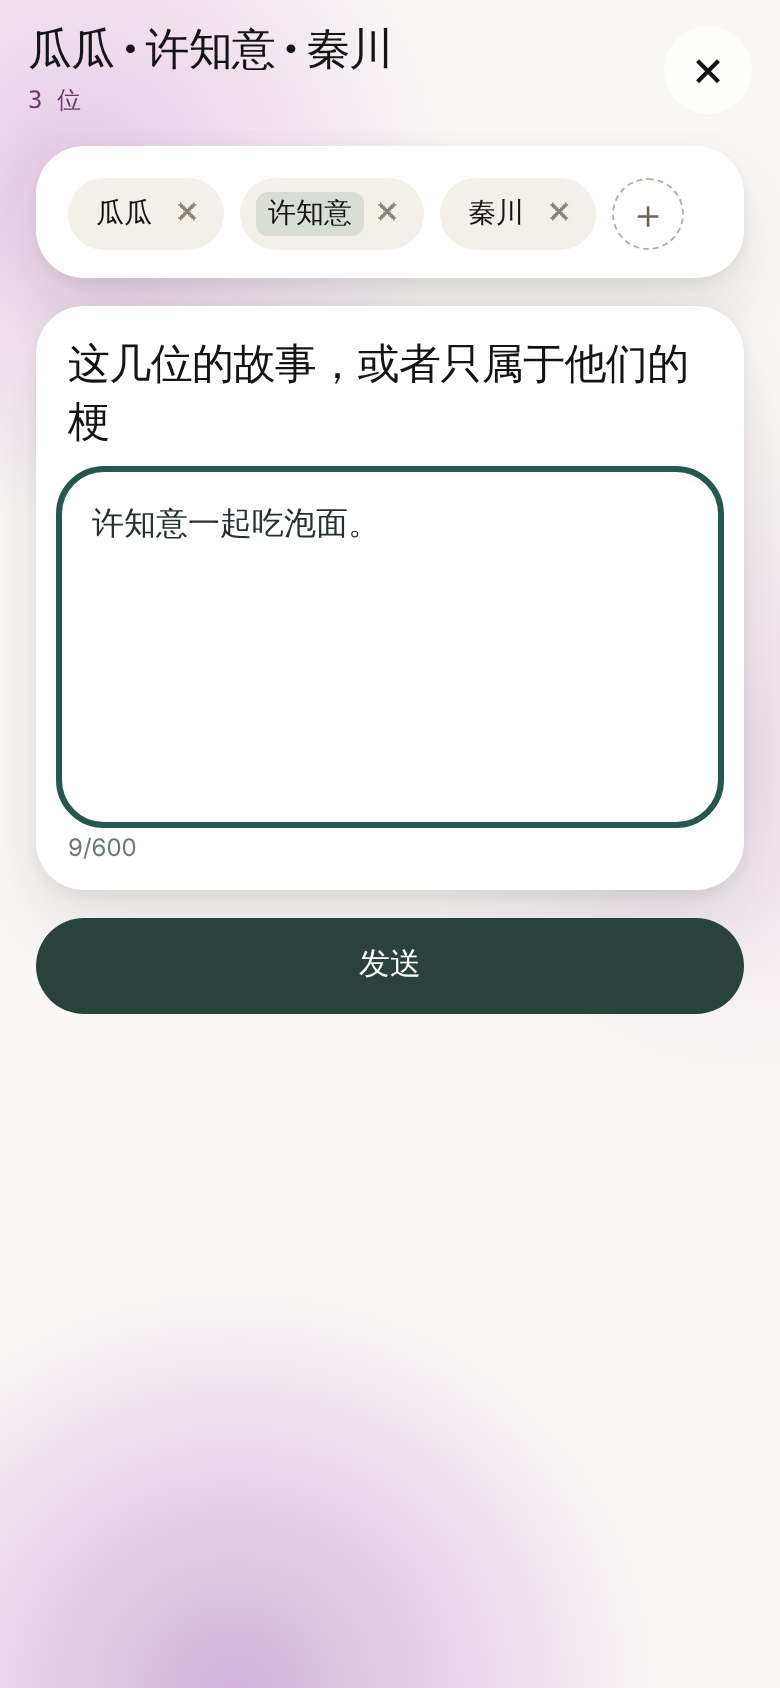 瓜瓜 · 许知意 · 秦川
3 位
瓜瓜 ✕ 许知意 ✕ 秦川 ✕ +
这几位的故事，或者只属于他们的
梗
许知意一起吃泡面。
9/600
发送